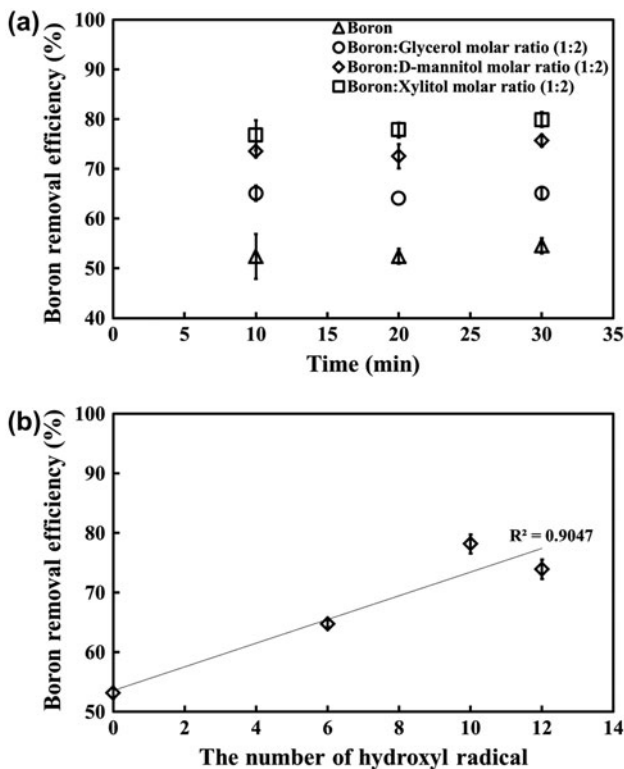 (a)
Boron
Boron:Glycerol molar ratio (1:2)
Boron:D-mannitol molar ratio (1:2)
Boron:Xylitol molar ratio (1:2)
Boron removal efficiency (%)
100
90
80
70
60
50
40
0 5 10 15 20 25 30 35
Time (min)
(b)
Boron removal efficiency (%)
100
90
80
70
60
50
R² = 0.9047
0 2 4 6 8 10 12 14
The number of hydroxyl radical